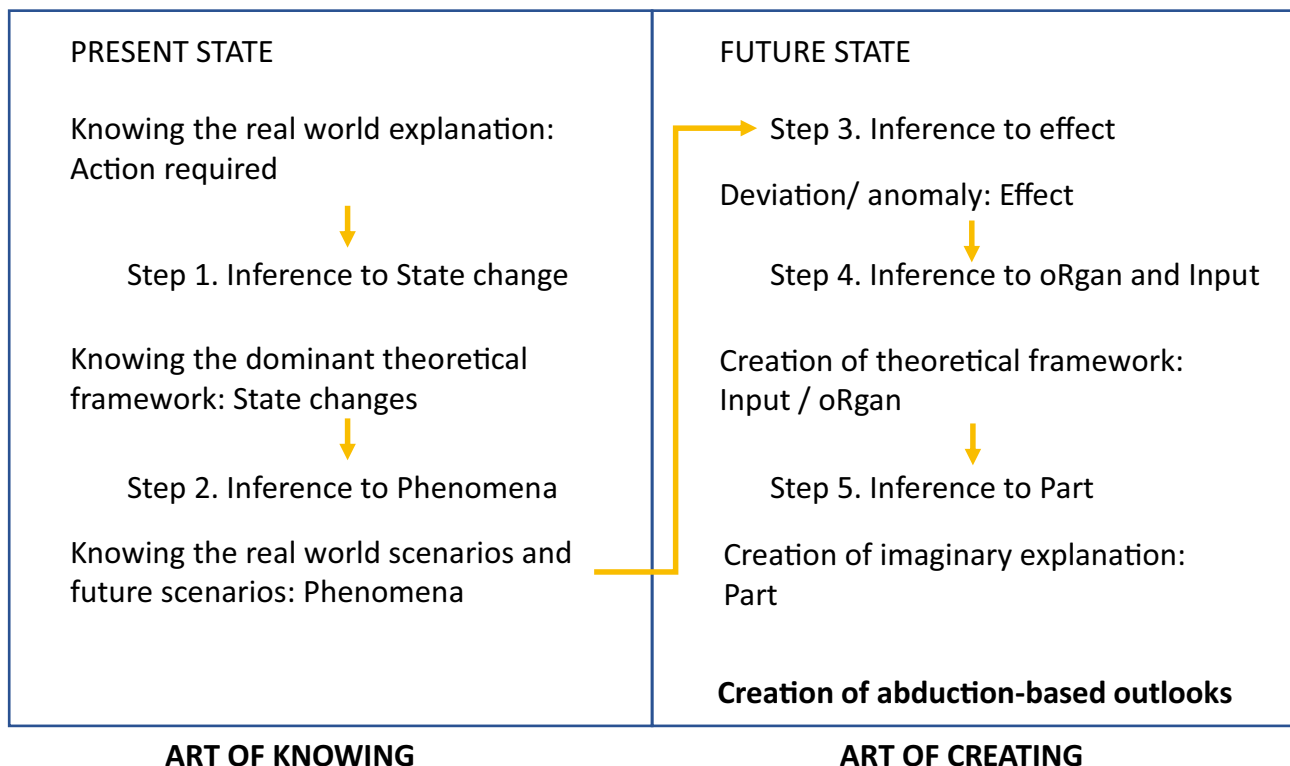 PRESENT STATE
Knowing the real world explanation:
Action required
Step 1. Inference to State change
Knowing the dominant theoretical
framework: State changes
Step 2. Inference to Phenomena
Knowing the real world scenarios and
future scenarios: Phenomena
ART OF KNOWING
FUTURE STATE
Step 3. Inference to effect
Deviation/ anomaly: Effect
Step 4. Inference to oRgan and Input
Creation of theoretical framework:
Input / oRgan
Step 5. Inference to Part
Creation of imaginary explanation:
Part
Creation of abduction-based outlooks
ART OF CREATING